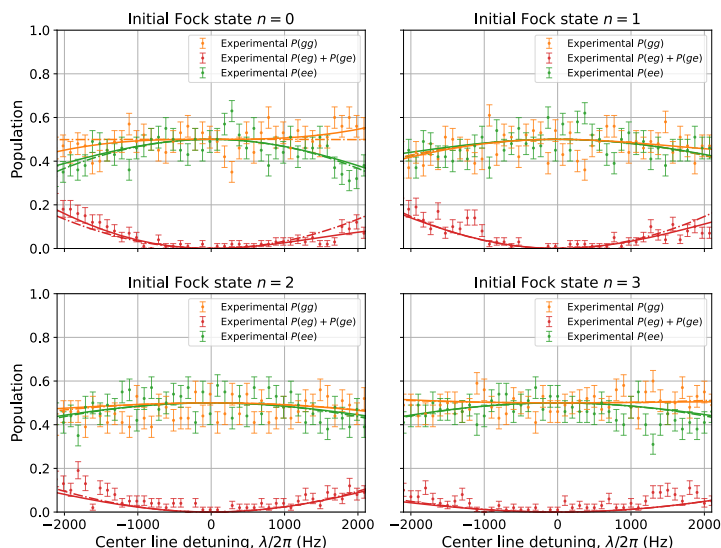 Initial Fock state n = 0
Initial Fock state n = 1
Experimental P(gg)
Experimental P(eg) + P(ge)
Experimental P(ee)
Experimental P(gg)
Experimental P(eg) + P(ge)
Experimental P(ee)
Population
1.0
0.8
0.6
0.4
0.2
0.0
Initial Fock state n = 2
Initial Fock state n = 3
Experimental P(gg)
Experimental P(eg) + P(ge)
Experimental P(ee)
Experimental P(gg)
Experimental P(eg) + P(ge)
Experimental P(ee)
Population
1.0
0.8
0.6
0.4
0.2
0.0
−2000 −1000 0 1000 2000
−2000 −1000 0 1000 2000
Center line detuning, λ/2π (Hz)
Center line detuning, λ/2π (Hz)